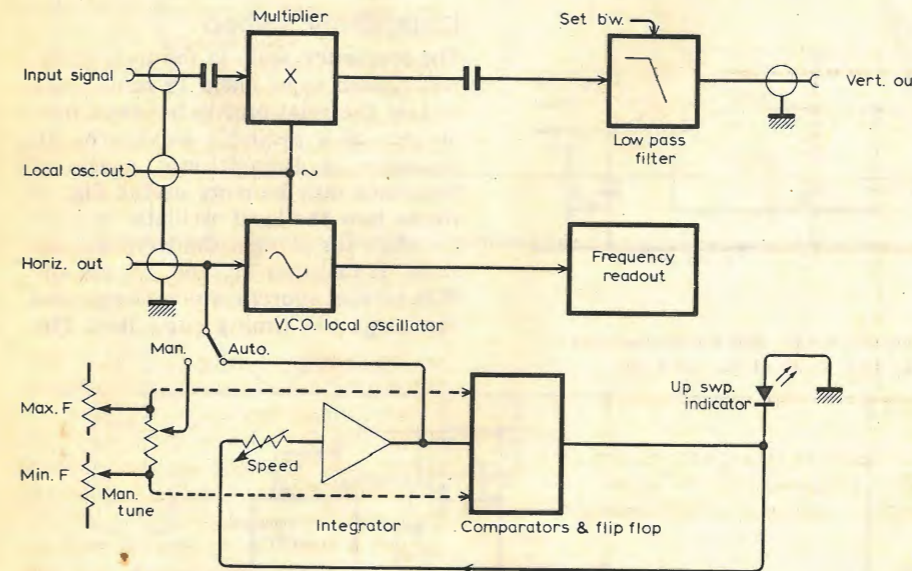 Multiplier
Set b'w.
Input signal
X
Vert. ou
Low pass
filter
Local osc. out
~
Horiz. out
Frequency
readout
V.C.O. local oscillator
Man.
Auto.
Up swp.
indicator
Max. F
Speed
Min. F
Man.
tune
Integrator
Comparators & flip flop